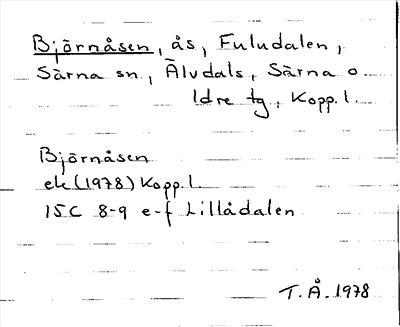 Björnåsen, ås, Fuludalen,
Särna sn., Älvdals, Särna o.
Idre tg, Kopp. l.
Björnåsen
ek (1978) Kopp. l.
15C 8-9 e-f Lillådalen
T. Å. 1978